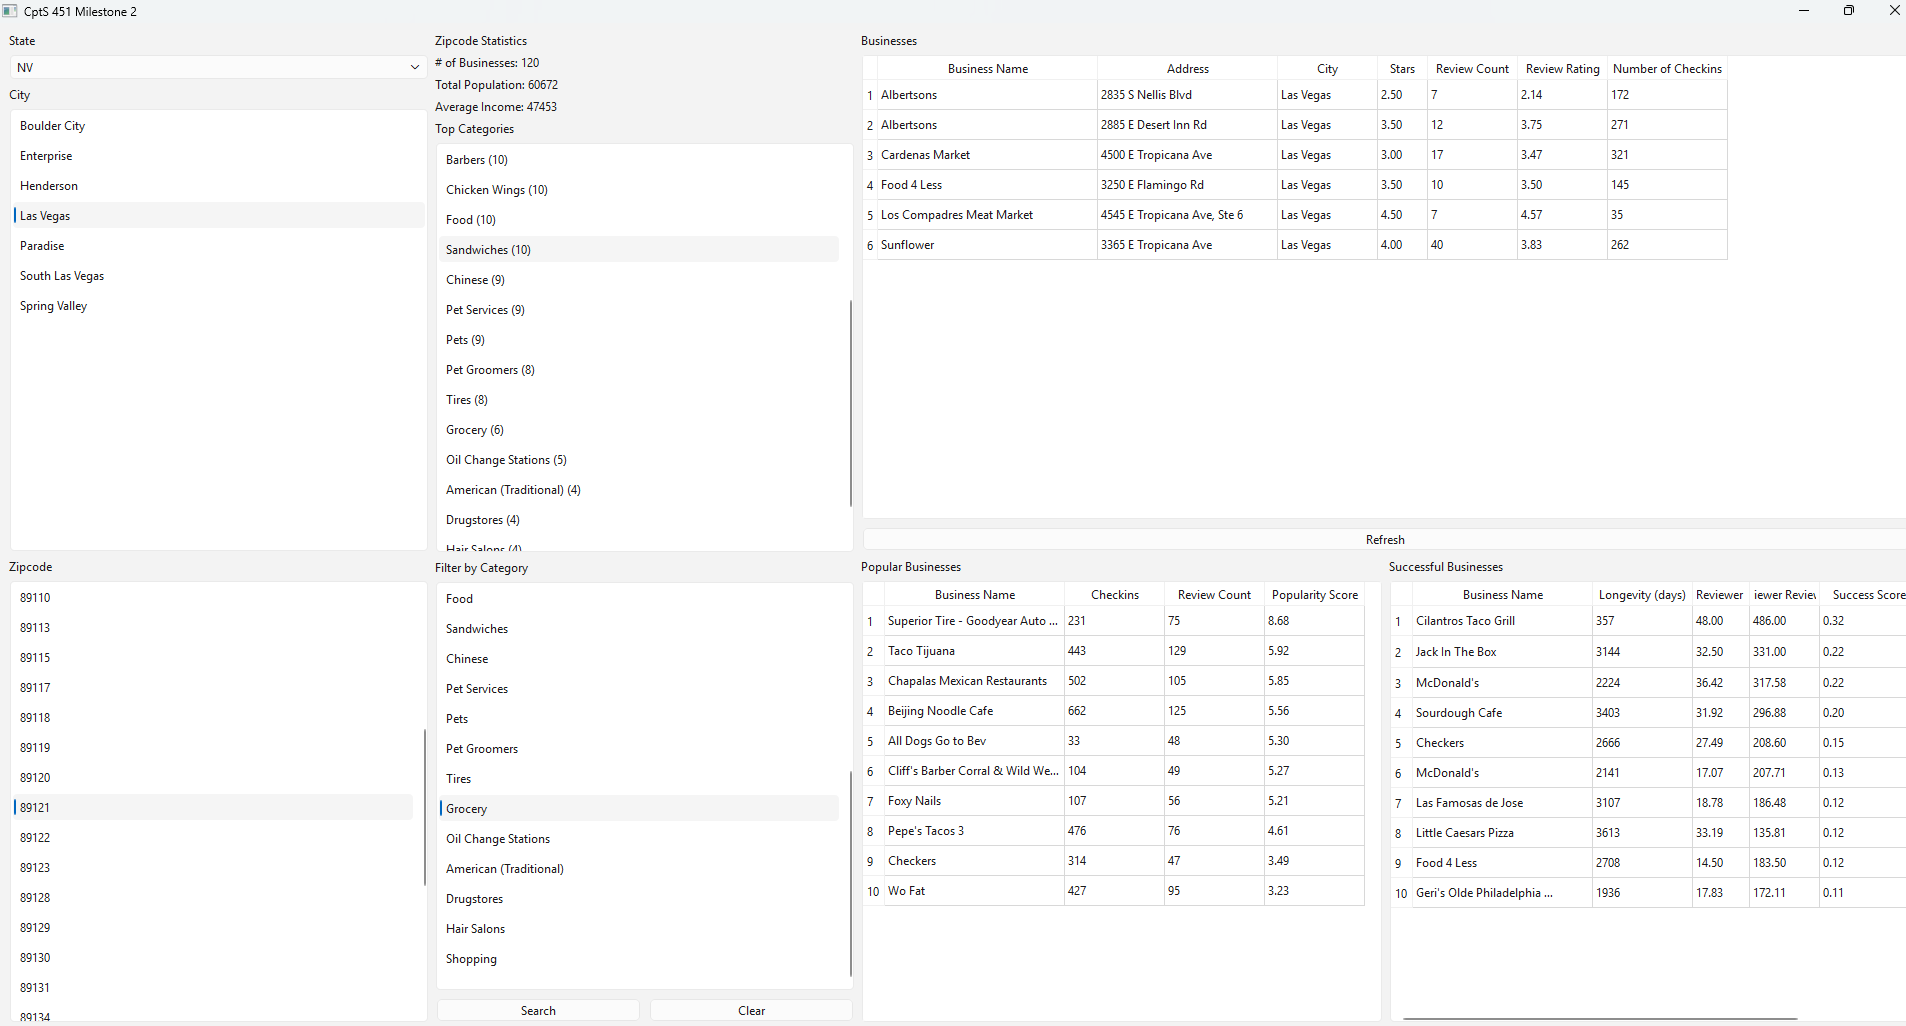 CptS 451 Milestone 2
State
NV
City
Boulder City
Enterprise
Henderson
Las Vegas
Paradise
South Las Vegas
Spring Valley
Zipcode
89110
89113
89115
89117
89118
89119
89120
89121
89122
89123
89128
89129
89130
89131
89134
Zipcode Statistics
# of Businesses: 120
Total Population: 60672
Average Income: 47453
Top Categories
Barbers (10)
Chicken Wings (10)
Food (10)
Sandwiches (10)
Chinese (9)
Pet Services (9)
Pets (9)
Pet Groomers (8)
Tires (8)
Grocery (6)
Oil Change Stations (5)
American (Traditional) (4)
Drugstores (4)
Hair Salons (4)
Filter by Category
Food
Sandwiches
Chinese
Pet Services
Pets
Pet Groomers
Tires
Grocery
Oil Change Stations
American (Traditional)
Drugstores
Hair Salons
Shopping
Search Clear
Businesses
Business Name Address City Stars Review Count Review Rating Number of Checkins
1 Albertsons 2835 S Nellis Blvd Las Vegas 2.50 7 2.14 172
2 Albertsons 2885 E Desert Inn Rd Las Vegas 3.50 12 3.75 271
3 Cardenas Market 4500 E Tropicana Ave Las Vegas 3.00 17 3.47 321
4 Food 4 Less 3250 E Flamingo Rd Las Vegas 3.50 10 3.50 145
5 Los Compadres Meat Market 4545 E Tropicana Ave, Ste 6 Las Vegas 4.50 7 4.57 35
6 Sunflower 3365 E Tropicana Ave Las Vegas 4.00 40 3.83 262
Refresh
Popular Businesses
Business Name Checkins Review Count Popularity Score
1 Superior Tire - Goodyear Auto ... 231 75 8.68
2 Taco Tijuana 443 129 5.92
3 Chapalas Mexican Restaurants 502 105 5.85
4 Beijing Noodle Cafe 662 125 5.56
5 All Dogs Go to Bev 33 48 5.30
6 Cliff's Barber Corral & Wild We... 104 49 5.27
7 Foxy Nails 107 56 5.21
8 Pepe's Tacos 3 476 76 4.61
9 Checkers 314 47 3.49
10 Wo Fat 427 95 3.23
Successful Businesses
Business Name Longevity (days) Reviewer iewer Review Success Score
1 Cilantros Taco Grill 357 48.00 486.00 0.32
2 Jack In The Box 3144 32.50 331.00 0.22
3 McDonald's 2224 36.42 317.58 0.22
4 Sourdough Cafe 3403 31.92 296.88 0.20
5 Checkers 2666 27.49 208.60 0.15
6 McDonald's 2141 17.07 207.71 0.13
7 Las Famosas de Jose 3107 18.78 186.48 0.12
8 Little Caesars Pizza 3613 33.19 135.81 0.12
9 Food 4 Less 2708 14.50 183.50 0.12
10 Geri's Olde Philadelphia ... 1936 17.83 172.11 0.11